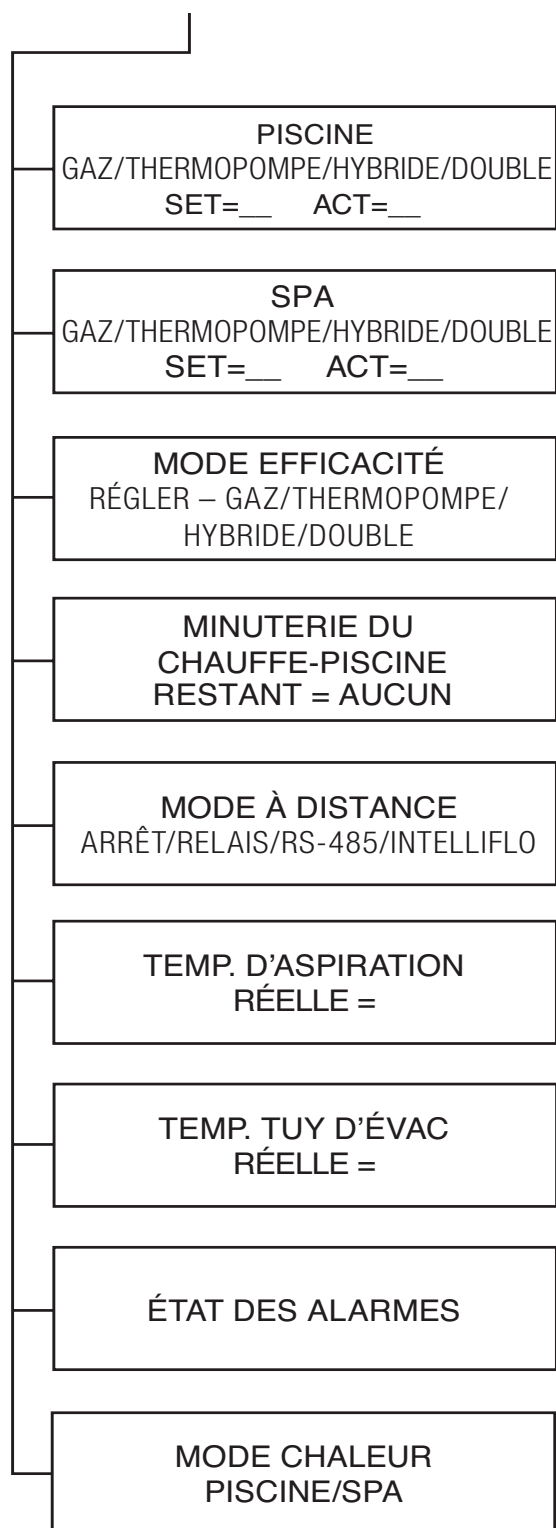 PISCINE
GAZ/THERMOPOMPE/HYBRIDE/DOUBLE
SET=__ ACT=__
SPA
GAZ/THERMOPOMPE/HYBRIDE/DOUBLE
SET=__ ACT=__
MODE EFFICACITÉ
RÉGLER – GAZ/THERMOPOMPE/
HYBRIDE/DOUBLE
MINUTERIE DU
CHAUFFE-PISCINE
RESTANT = AUCUN
MODE À DISTANCE
ARRÊT/RELAIS/RS-485/INTELLIFLO
TEMP. D’ASPIRATION
RÉELLE =
TEMP. TUY D’ÉVAC
RÉELLE =
ÉTAT DES ALARMES
MODE CHALEUR
PISCINE/SPA